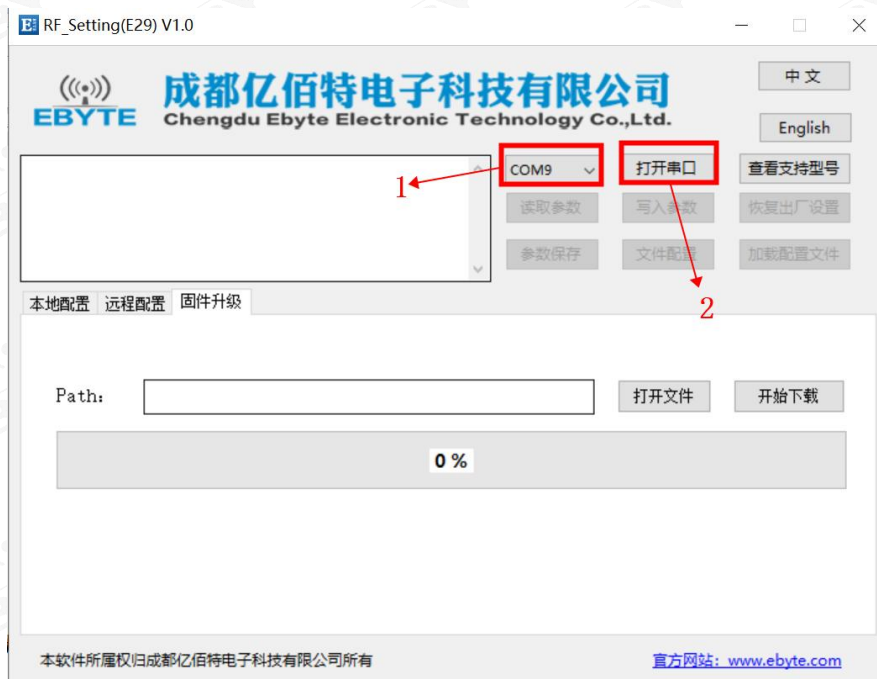 RF_Setting(E29) V1.0
EBYTE
成都亿佰特电子科技有限公司
Chengdu Ebyte Electronic Technology Co.,Ltd.
中文
English
1
COM9
打开串口
查看支持型号
读取参数
写入参数
恢复出厂设置
参数保存
文件配置
加载配置文件
2
本地配置
远程配置
固件升级
Path:
打开文件
开始下载
0 %
本软件所属权归成都亿佰特电子科技有限公司所有
官方网站：www.ebyte.com